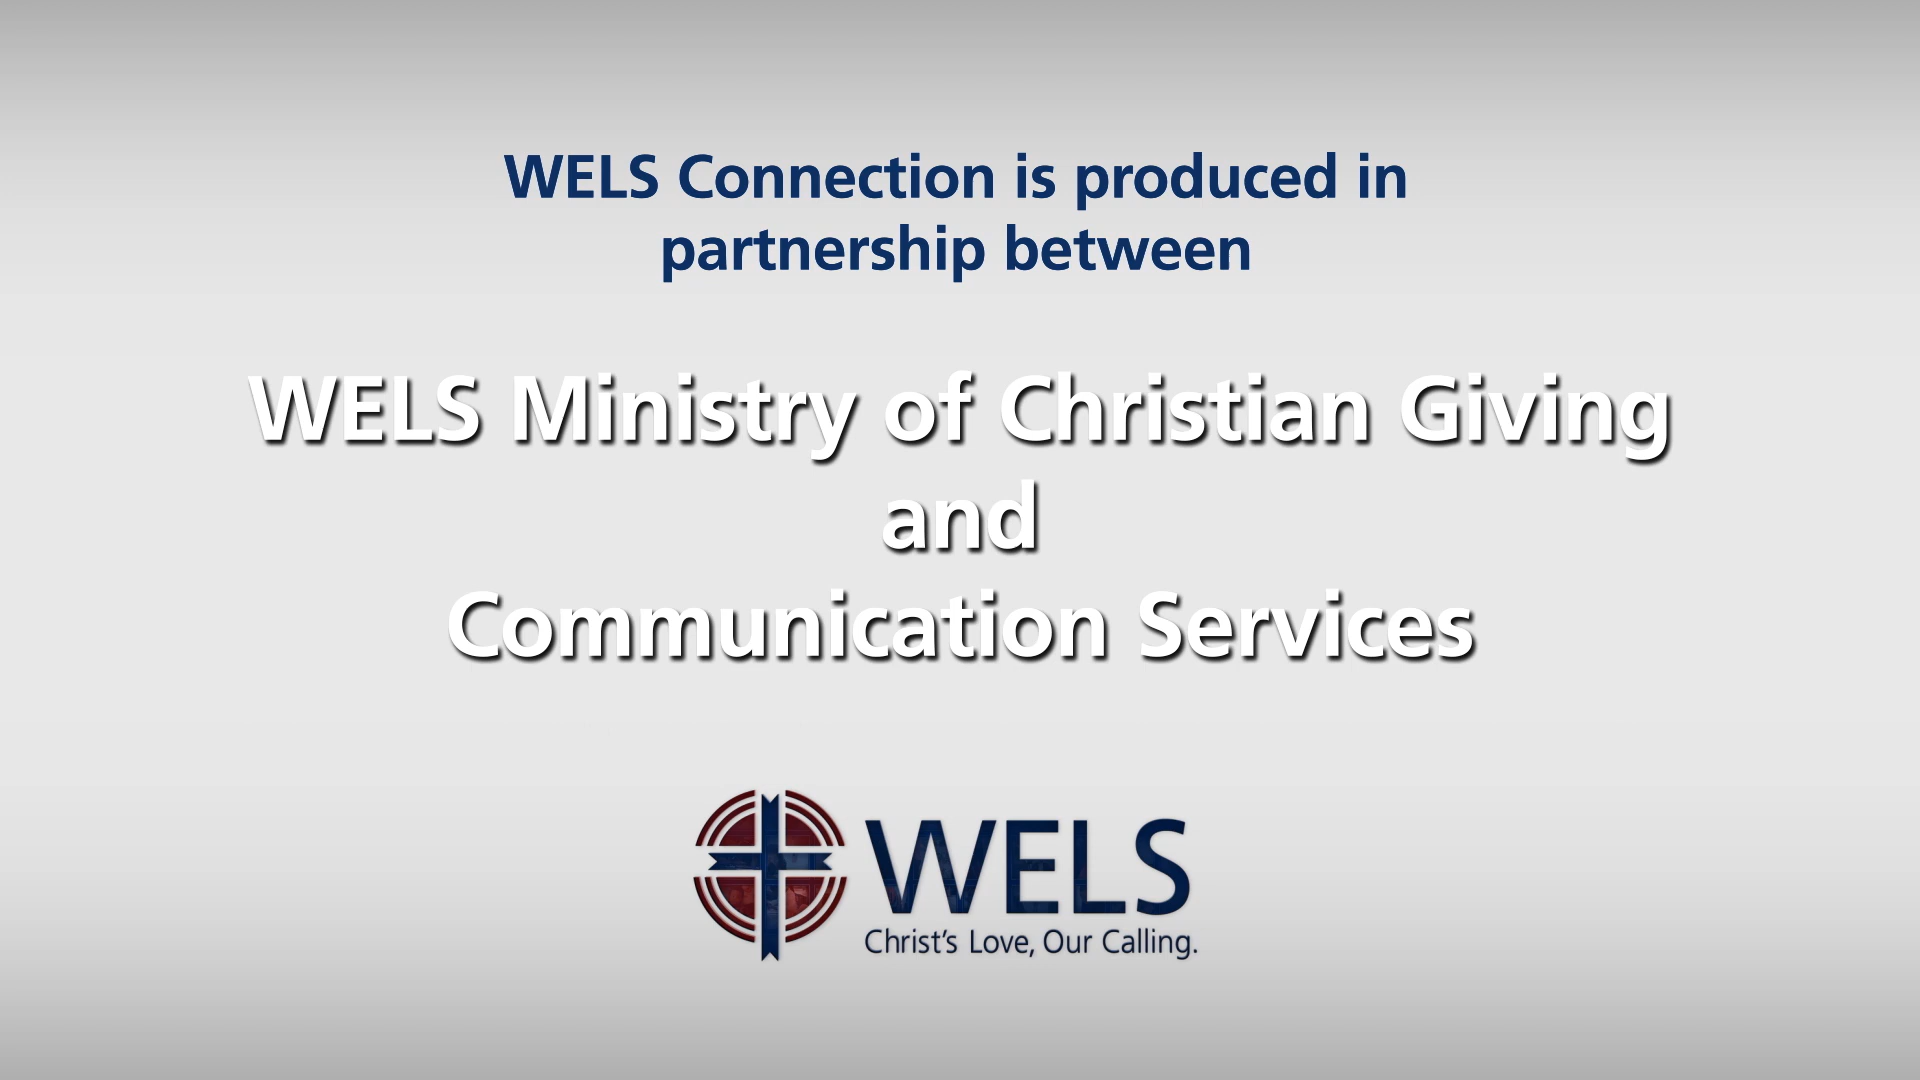 WELS Connection is produced in
partnership between
WELS Ministry of Christian Giving
and
Communication Services
WELS
Christ's Love, Our Calling.